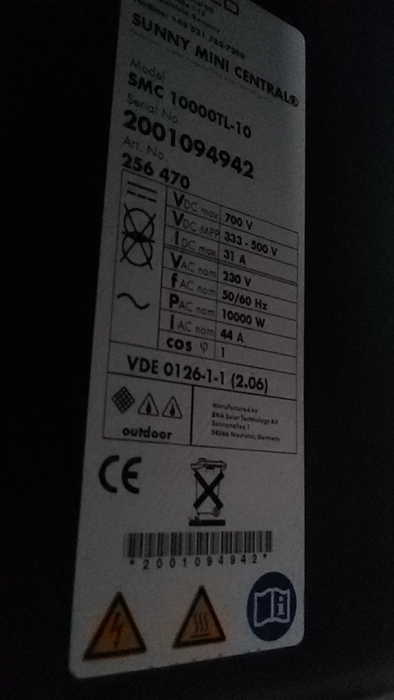 Hotline: +49 521
SUNNY MINI CENTRAL®
Model
SMC 10000TL-10
Serial No.
2001094942
Art. No.
256 470
VDC max 700 V
VDC MPP 333 - 500 V
IDC max 31 A
VAC nom 230 V
fAC nom 50/60 Hz
PAC nom 10000 W
IAC nom 44 A
cos φ 1
VDE 0126-1-1 (2.06)
outdoor
Manufactured by
SMA Solar Technology AG
Sonnenallee 1
34266 Niestetal, Germany
CE
*2001094942*
i